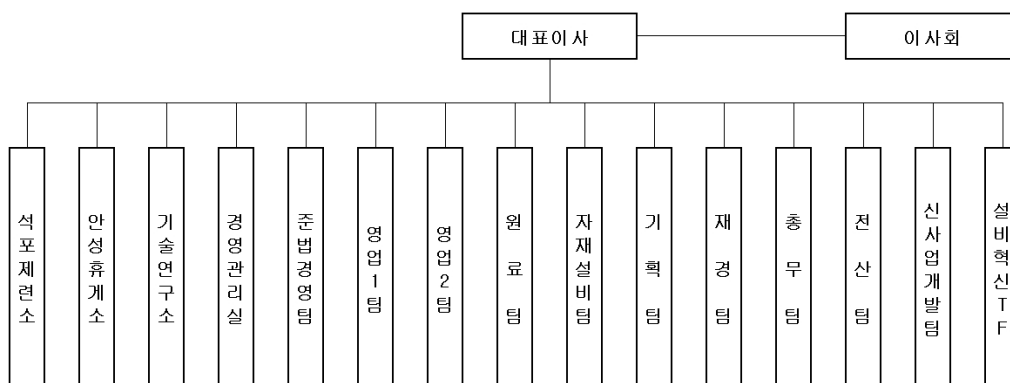 대표이사
이사회
석포제련소
안성휴게소
기술연구소
경영관리실
준법경영팀
영업1팀
영업2팀
원료팀
자재설비팀
기획팀
재경팀
총무팀
전산팀
신사업개발팀
설비혁신TF